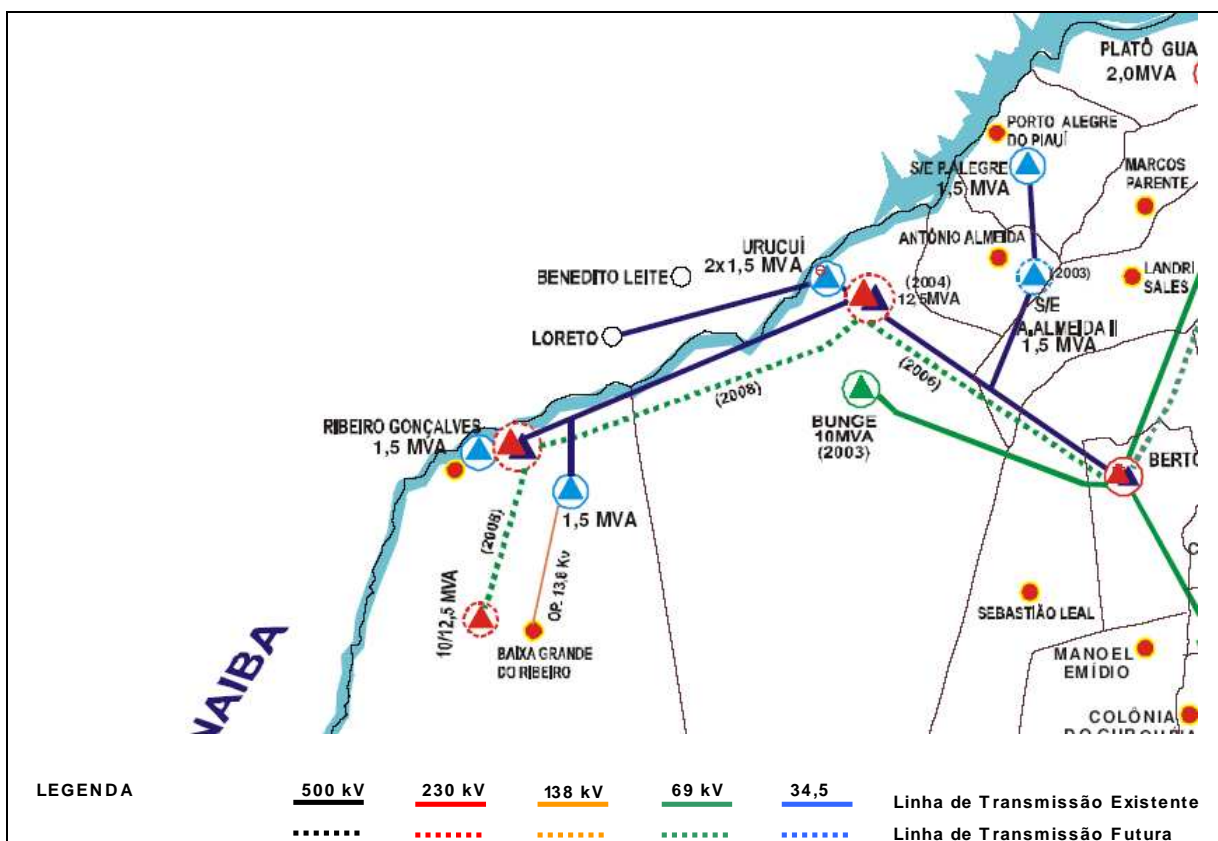 PLATÔ GUA
2,0MVA
PORTO ALEGRE
DO PIAUÍ
S/E P.ALEGRE
1,5 MVA
MARCOS
PARENTE
URUCUÍ
2x1,5 MVA
ANTÔNIO ALMEIDA
BENEDITO LEITE
(2004)
12,5MVA
(2003)
LANDRI
SALES
S/E
A.ALMEIDA II
1,5 MVA
LORETO
(2008)
(2006)
BUNGE
10MVA
(2003)
RIBEIRO GONÇALVES
1,5 MVA
BERTO
1,5 MVA
(2008)
OP. 13,8 Kv
10/12,5 MVA
SEBASTIÃO LEAL
BAIXA GRANDE
DO RIBEIRO
MANOEL
EMÍDIO
NAIBA
COLÔNIA
LEGENDA
500 kV 230 kV 138 kV 69 kV 34,5
Linha de Transmissão Existente
Linha de Transmissão Futura